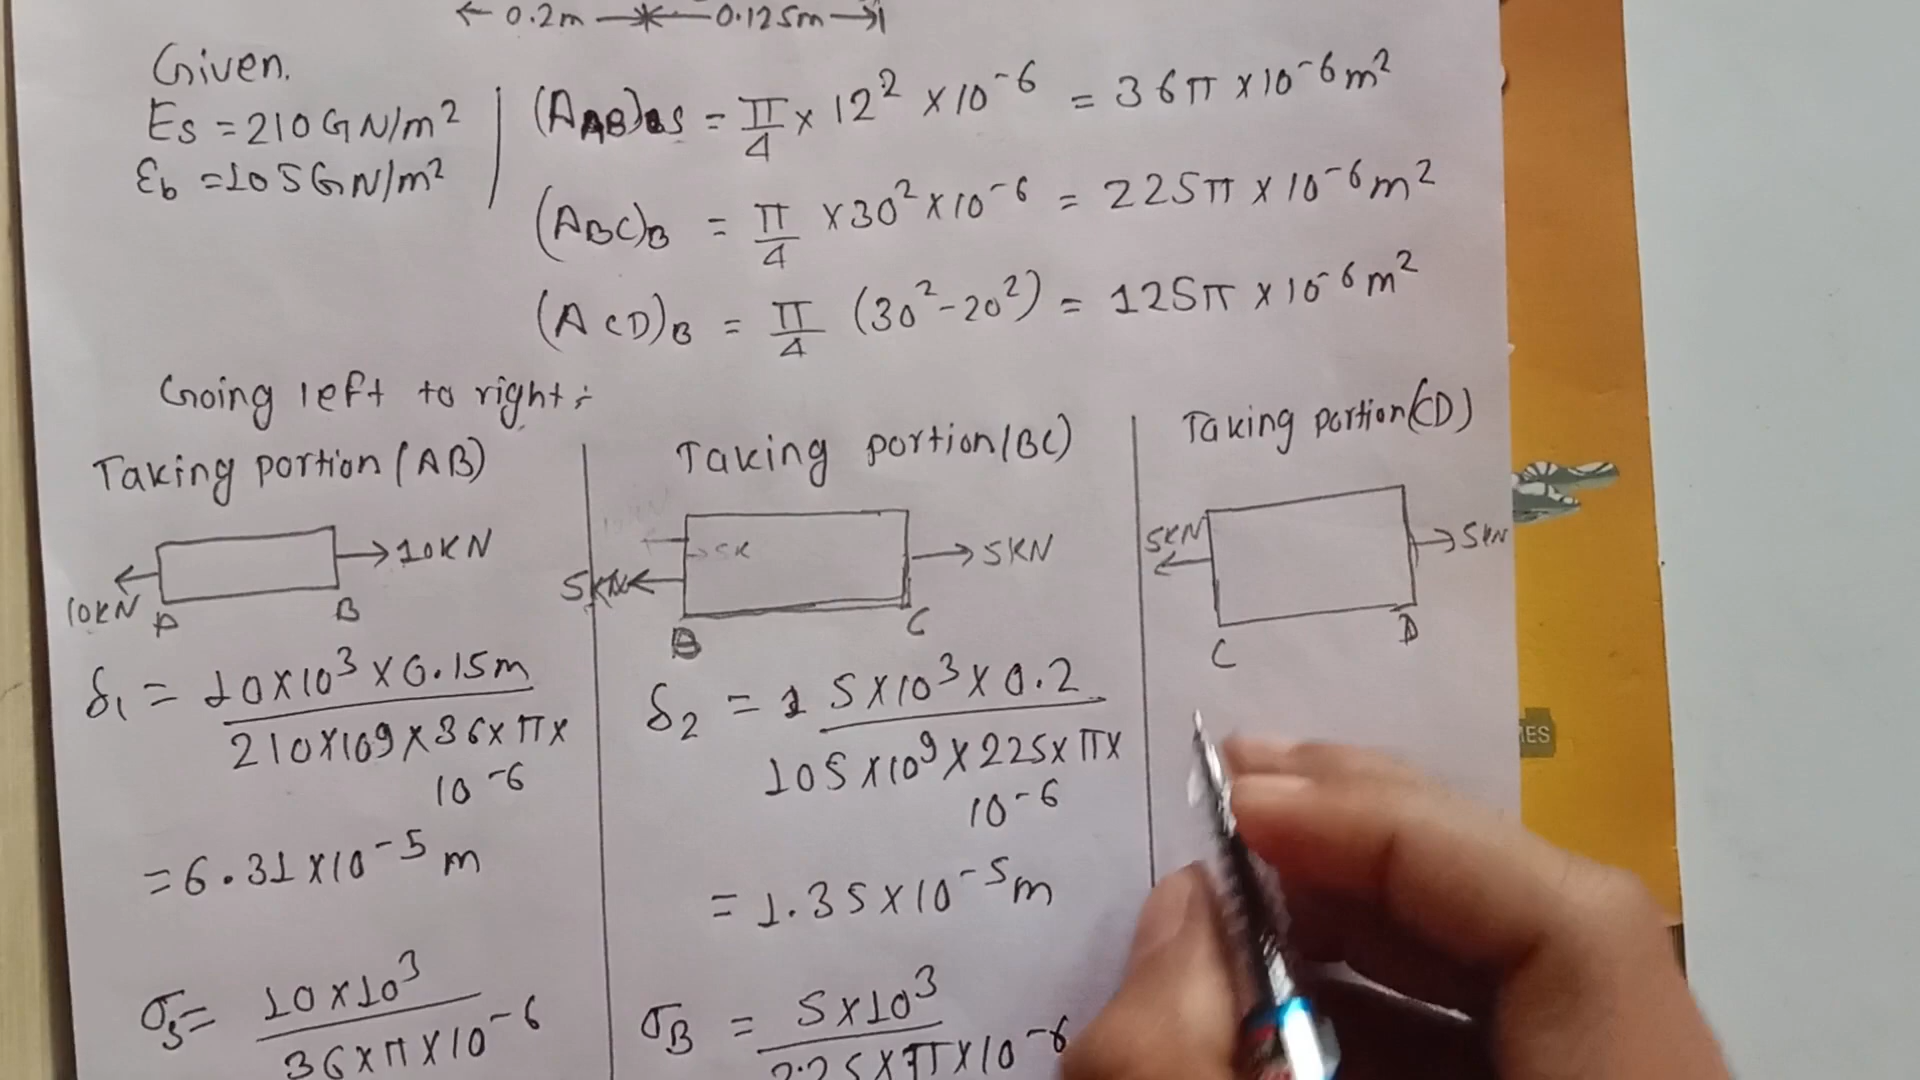 ← 0.2m —*— 0.125m →|
Given.
Es = 210 GN/m²
Eb = 105 GN/m²
(AAB)s = π/4 × 12² × 10⁻⁶ = 36π × 10⁻⁶ m²
(ABC)B = π/4 × 30² × 10⁻⁶ = 225π × 10⁻⁶ m²
(ACD)B = π/4 (30² - 20²) = 125π × 10⁻⁶ m²
Going left to right :-
Taking portion (AB)
10KN
10KN
A
B
δ₁ = 10×10³ × 0.15m
210×10⁹ × 36 × π ×
10⁻⁶
= 6.31 × 10⁻⁵ m
σs = 10×10³
36 × π × 10⁻⁶
Taking portion (BC)
5K
5KN
5KN
B
C
δ₂ = 5×10³ × 0.2
105 × 10⁹ × 225 × π ×
10⁻⁶
= 1.35 × 10⁻⁵ m
σB = 5×10³
225 × π × 10⁻⁶
Taking portion (CD)
5KN
5KN
C
D
IES